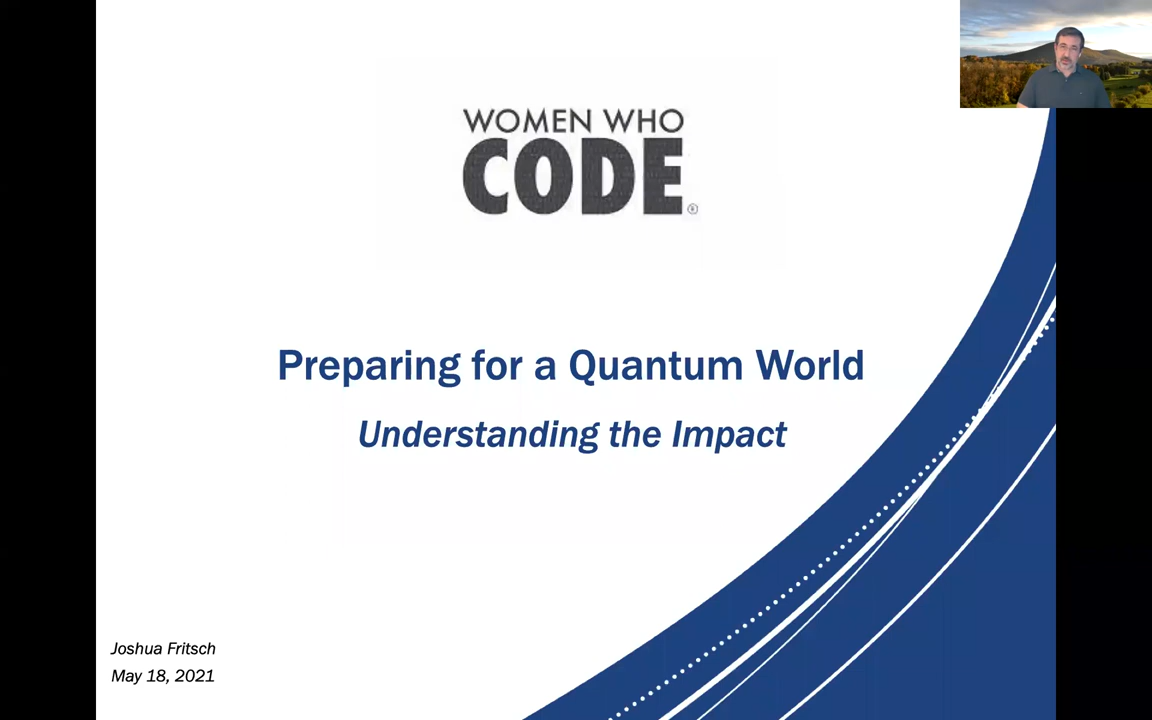 WOMEN WHO
CODE®
Preparing for a Quantum World
Understanding the Impact
Joshua Fritsch
May 18, 2021